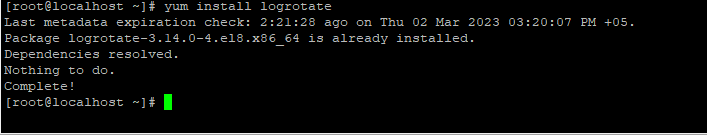 [root@localhost ~]# yum install logrotate
Last metadata expiration check: 2:21:28 ago on Thu 02 Mar 2023 03:20:07 PM +05.
Package logrotate-3.14.0-4.el8.x86_64 is already installed.
Dependencies resolved.
Nothing to do.
Complete!
[root@localhost ~]#